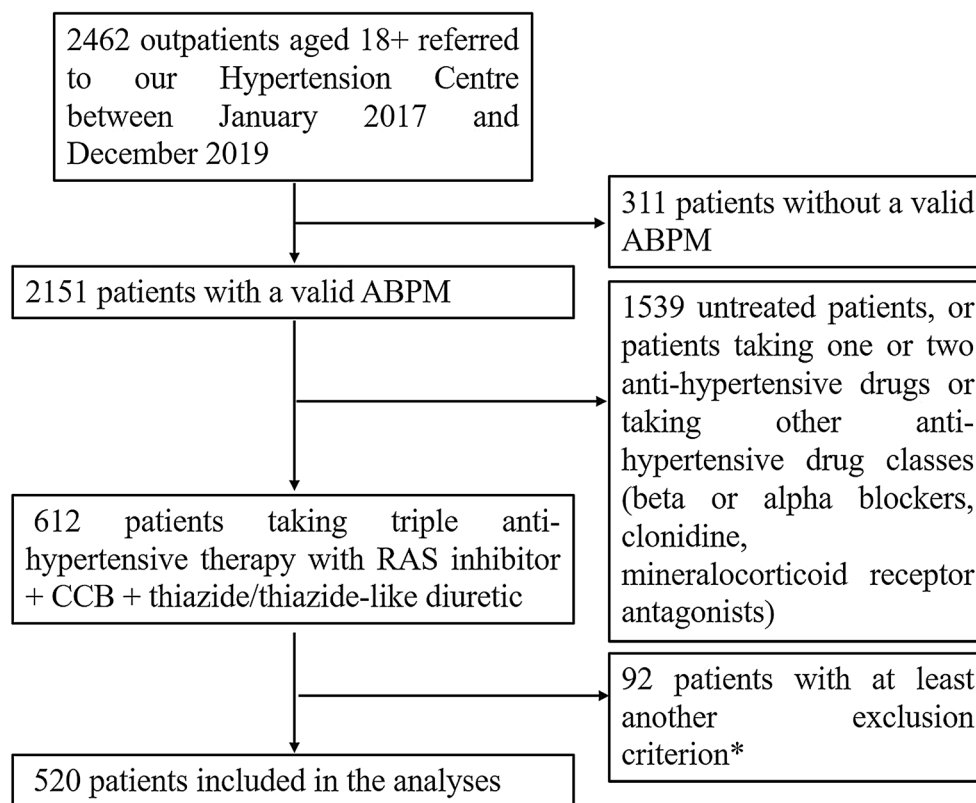 2462 outpatients aged 18+ referred
to our Hypertension Centre
between January 2017 and
December 2019
311 patients without a valid
ABPM
2151 patients with a valid ABPM
1539 untreated patients, or
patients taking one or two
anti-hypertensive drugs or
taking other anti-
hypertensive drug classes
(beta or alpha blockers,
clonidine,
mineralocorticoid receptor
antagonists)
612 patients taking triple anti-
hypertensive therapy with RAS inhibitor
+ CCB + thiazide/thiazide-like diuretic
92 patients with at least
another exclusion
criterion*
520 patients included in the analyses